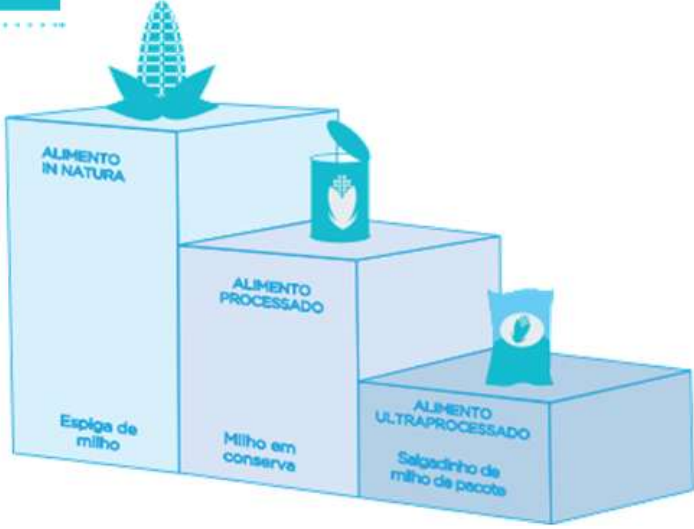 ALIMENTO
IN NATURA
ALIMENTO
PROCESSADO
ALIMENTO
ULTRAPROCESSADO
Espiga de
milho
Milho em
conserva
Salgadinho de
milho de pacote